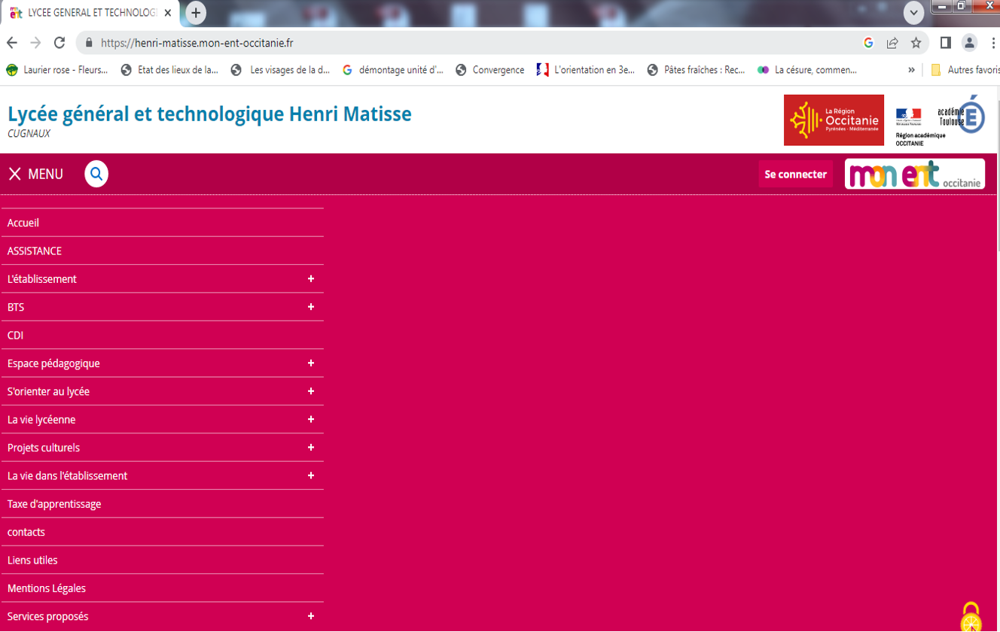 LYCEE GENERAL ET TECHNOLOG
https://henri-matisse.mon-ent-occitanie.fr
Laurier rose - Fleurs... Etat des lieux de la... Les visages de la d... démontage unité d'... Convergence L'orientation en 3e... Pâtes fraîches : Rec... La césure, commen... » Autres favoris
Lycée général et technologique Henri Matisse
CUGNAUX
La Région
Occitanie
Pyrénées - Méditerranée
Région académique
OCCITANIE
académie
Toulouse
É
MENU
Se connecter
mon ent occitanie
Accueil
ASSISTANCE
L'établissement +
BTS +
CDI
Espace pédagogique +
S'orienter au lycée +
La vie lycéenne +
Projets culturels +
La vie dans l'établissement +
Taxe d'apprentissage
contacts
Liens utiles
Mentions Légales
Services proposés +